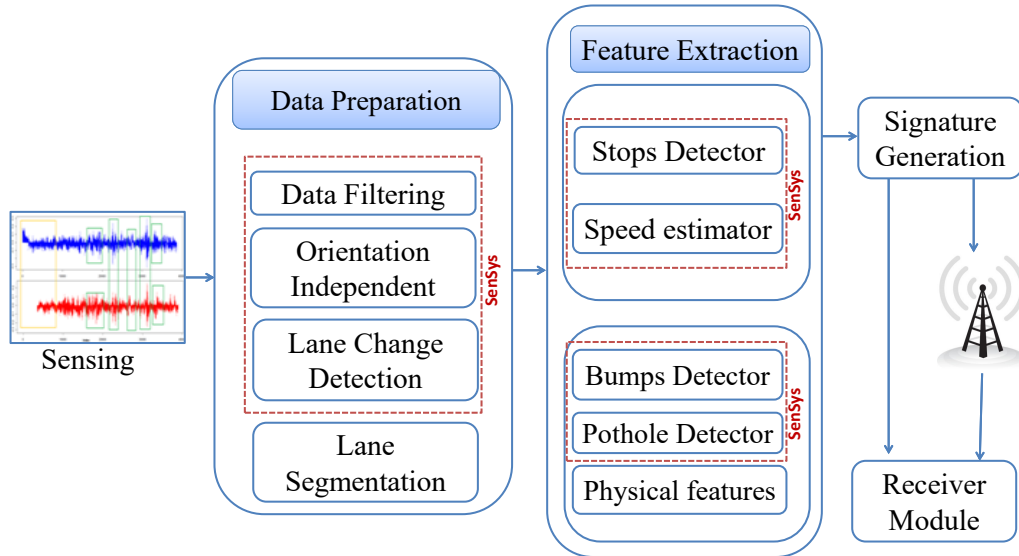 Sensing
Data Preparation
Data Filtering
Orientation
Independent
Lane Change
Detection
SenSys
Lane
Segmentation
Feature Extraction
Stops Detector
Speed estimator
SenSys
Bumps Detector
Pothole Detector
SenSys
Physical features
Signature
Generation
Receiver
Module